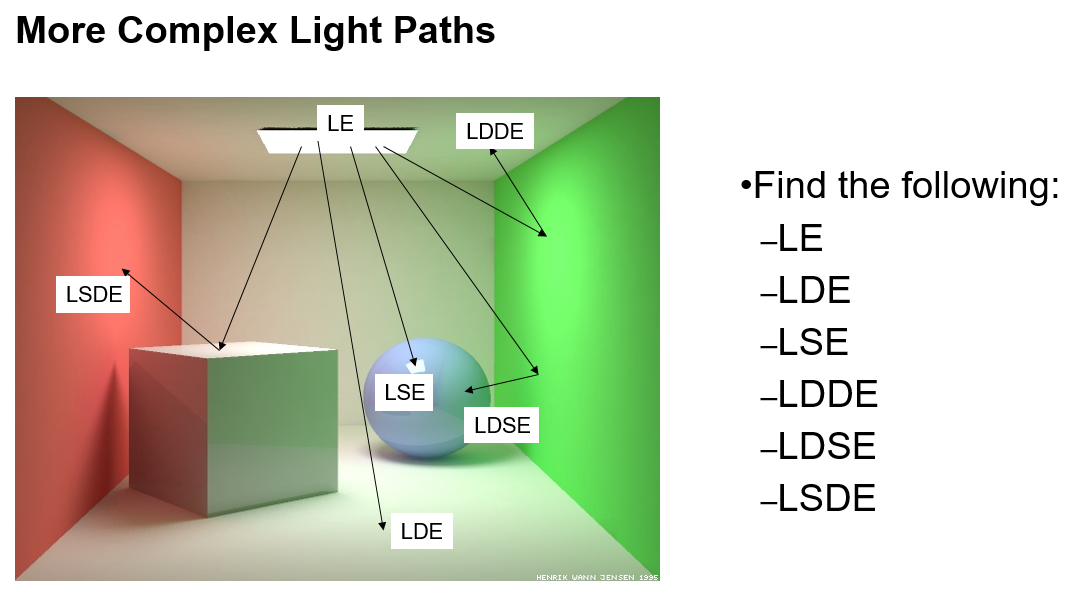 More Complex Light Paths
LE
LDDE
LSDE
LSE
LDSE
LDE
HENRIK WANN JENSEN 1995
•Find the following:
–LE
–LDE
–LSE
–LDDE
–LDSE
–LSDE